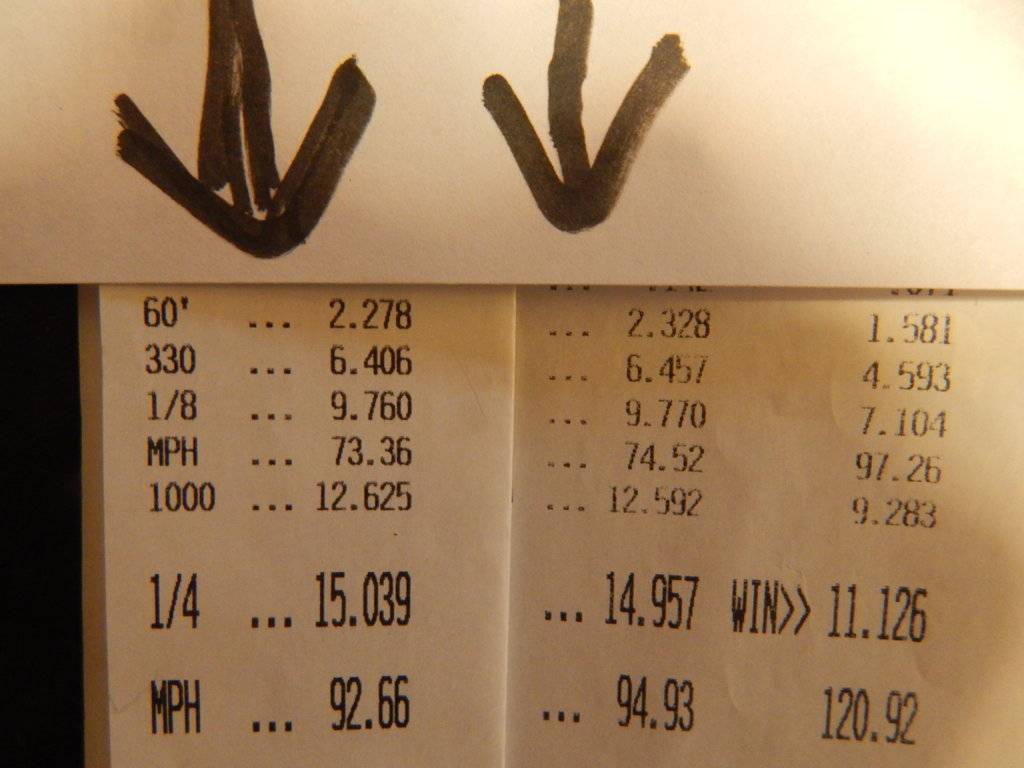 60' ... 2.278 ... 2.328 1.581
330 ... 6.406 ... 6.457 4.593
1/8 ... 9.760 ... 9.770 7.104
MPH ... 73.36 ... 74.52 97.26
1000 ... 12.625 ... 12.592 9.283
1/4 ... 15.039 ... 14.957 WIN>> 11.126
MPH ... 92.66 ... 94.93 120.92